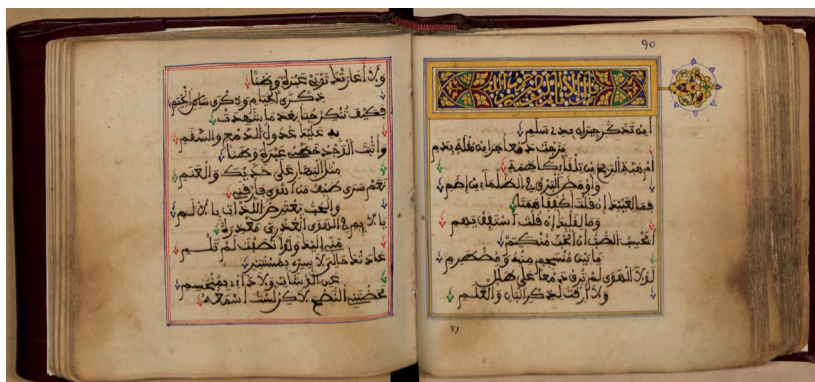 90
أمن تذكر جيران بذي سلم
مزجت دمعا جرا من مقلة بدم
أم هبت الريح من تلقاء كاظمة
وأومض البرق في الظلماء من إضم
فما لعينيك إن قلت اكففا همتا
وما لقلبك إن قلت استفق يهم
أيحسب الصب أن الحب منكتم
ما بين منسجم منه ومضطرم
لولا الهوى لم ترق دمعا على طلل
ولا أرقت لذكر البان والعلم
ولا أعارتك ثوبي عبرة وضنا
ذكرى الخيام وذكرى ساكن الخيم
فكيف تنكر حبا بعد ما شهدت
به عليك عدول الدمع والسقم
وأثبت الوجد خطي عبرة وضنا
مثل البهار على خديك والعنم
نعم سرى طيف من أهوى فأرقني
والحب يعترض اللذات بالألم
يا لائمي في الهوى العذري معذرة
مني إليك ولو أنصفت لم تلم
عدتك حالي لا سري بمستتر
عن الوشات ولا دائي بمنحسم
محضتني النصح لاكن لست أسمعه